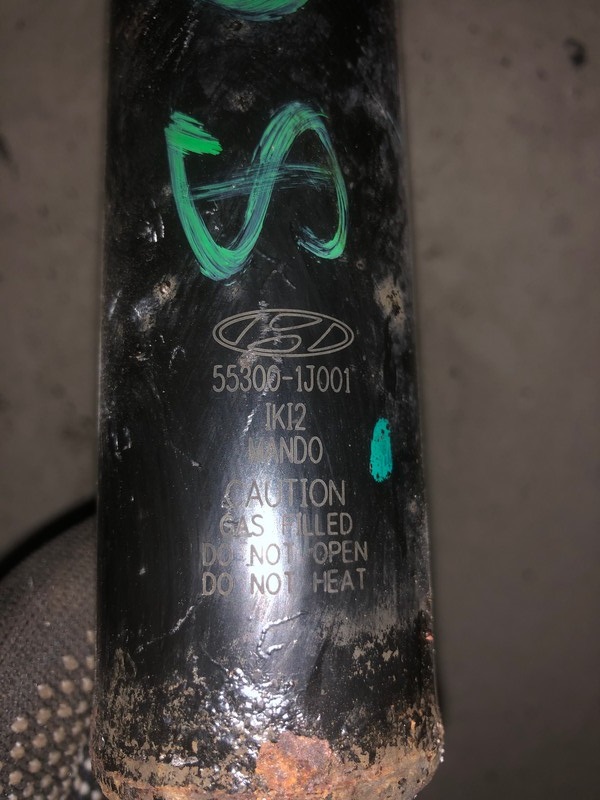 55300-1J001
IKI2
MANDO
CAUTION
GAS FILLED
DO NOT OPEN
DO NOT HEAT